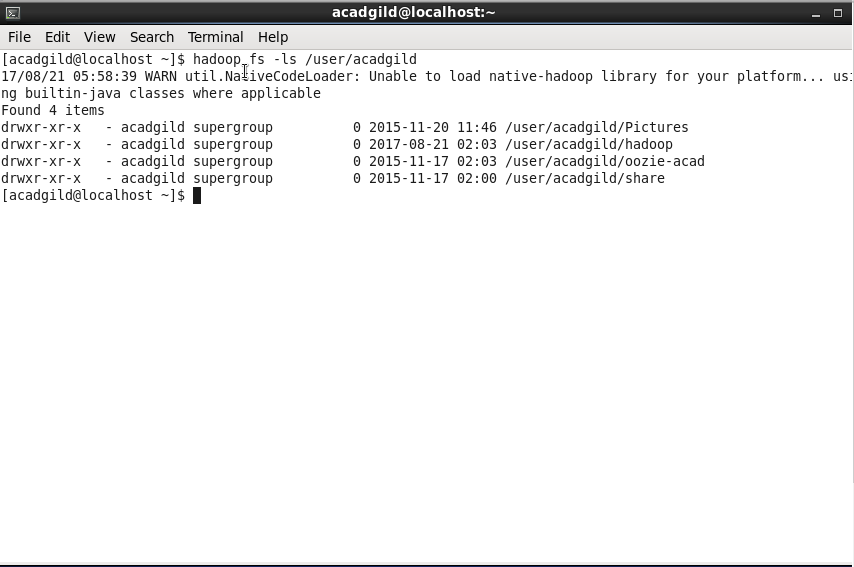 acadgild@localhost:~
File Edit View Search Terminal Help
[acadgild@localhost ~]$ hadoop fs -ls /user/acadgild
17/08/21 05:58:39 WARN util.NativeCodeLoader: Unable to load native-hadoop library for your platform... usi
ng builtin-java classes where applicable
Found 4 items
drwxr-xr-x   - acadgild supergroup          0 2015-11-20 11:46 /user/acadgild/Pictures
drwxr-xr-x   - acadgild supergroup          0 2017-08-21 02:03 /user/acadgild/hadoop
drwxr-xr-x   - acadgild supergroup          0 2015-11-17 02:03 /user/acadgild/oozie-acad
drwxr-xr-x   - acadgild supergroup          0 2015-11-17 02:00 /user/acadgild/share
[acadgild@localhost ~]$